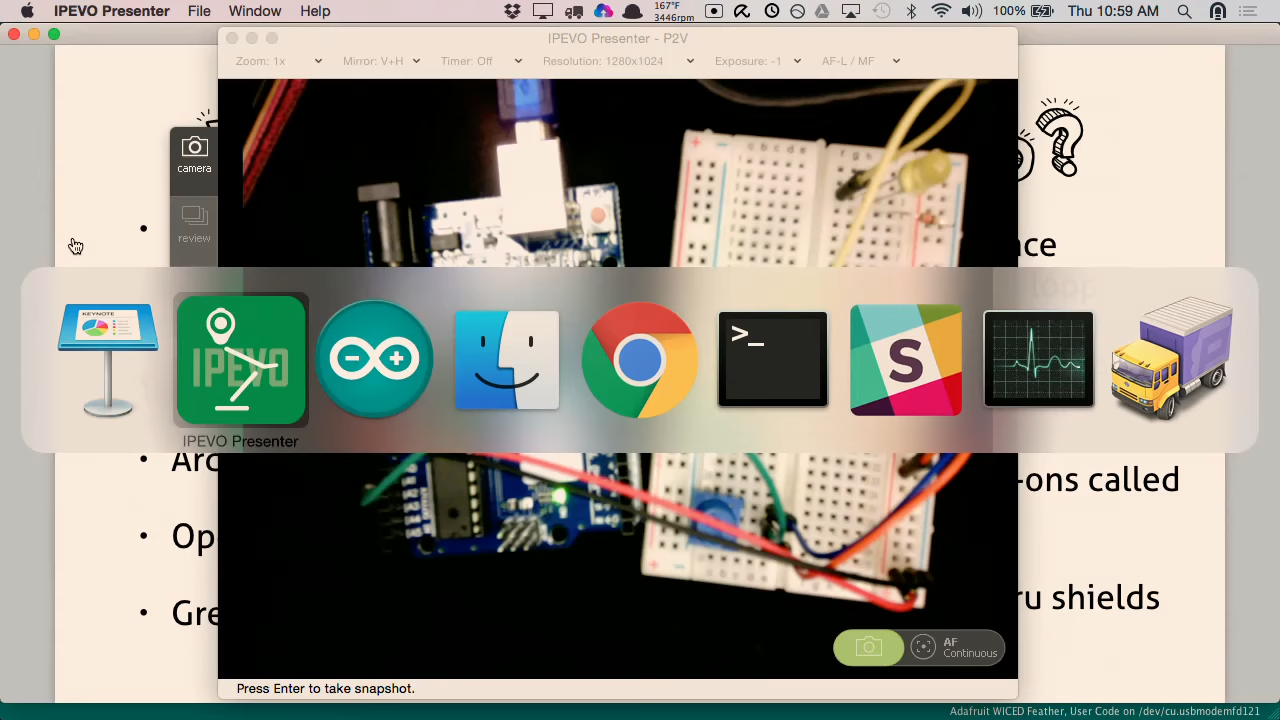 IPEVO Presenter File Window Help
167°F
3446rpm
100% Thu 10:59 AM
IPEVO Presenter - P2V
Zoom: 1x Mirror: V+H Timer: Off Resolution: 1280x1024 Exposure: -1 AF-L / MF
camera
review
nce
KEYNOTE
IPEVO
>_
S
IPEVO Presenter
Arc
-ons called
Ope
Gre
ru shields
AF
Continuous
Press Enter to take snapshot.
Adafruit WICED Feather, User Code on /dev/cu.usbmodemfd121